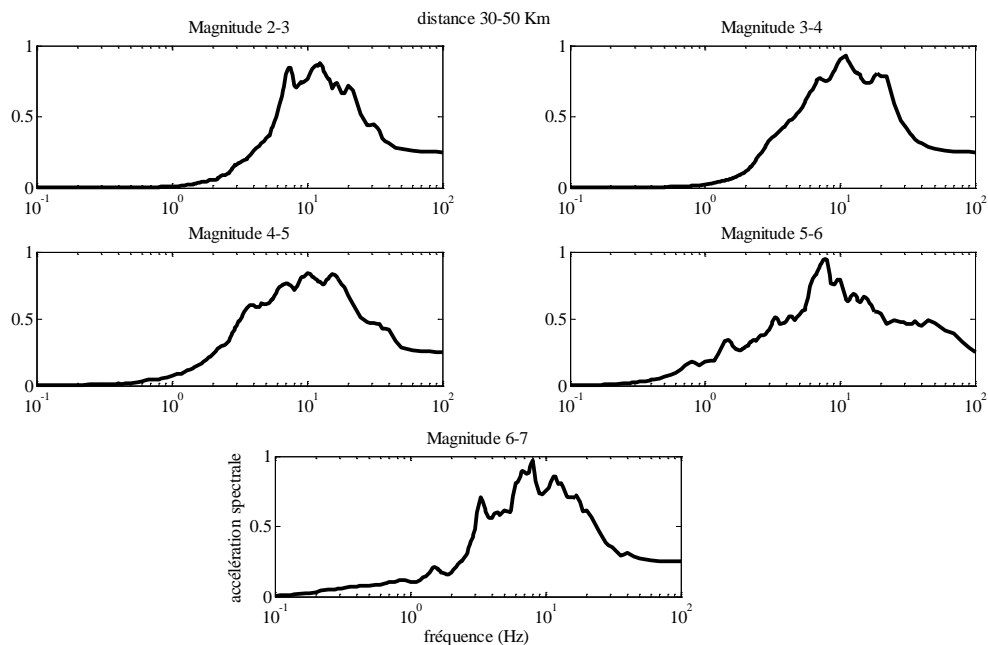 distance 30-50 Km
Magnitude 2-3
1
0.5
0
10^-1 10^0 10^1 10^2
Magnitude 3-4
1
0.5
0
10^-1 10^0 10^1 10^2
Magnitude 4-5
1
0.5
0
10^-1 10^0 10^1 10^2
Magnitude 5-6
1
0.5
0
10^-1 10^0 10^1 10^2
Magnitude 6-7
accélération spectrale
1
0.5
0
10^-1 10^0 10^1 10^2
fréquence (Hz)